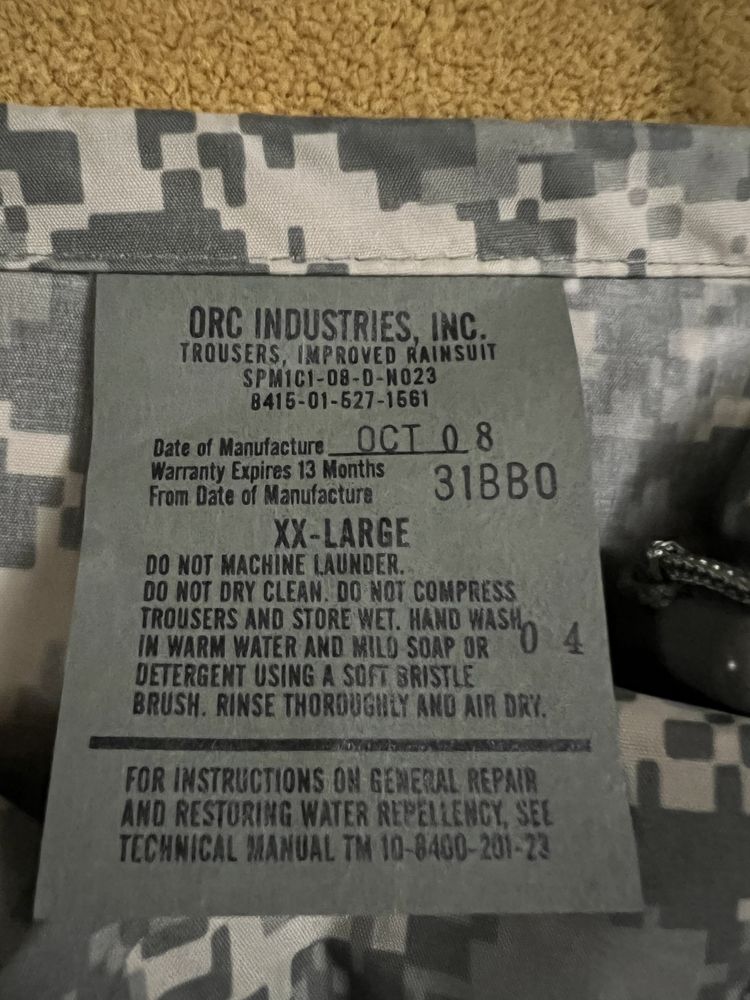 ORC INDUSTRIES, INC.
TROUSERS, IMPROVED RAINSUIT
SPM1C1-08-D-N023
8415-01-527-1561
Date of Manufacture OCT 08
Warranty Expires 13 Months
From Date of Manufacture 31BB0
XX-LARGE
DO NOT MACHINE LAUNDER.
DO NOT DRY CLEAN. DO NOT COMPRESS
TROUSERS AND STORE WET. HAND WASH
IN WARM WATER AND MILD SOAP OR 04
DETERGENT USING A SOFT BRISTLE
BRUSH. RINSE THOROUGHLY AND AIR DRY.
FOR INSTRUCTIONS ON GENERAL REPAIR
AND RESTORING WATER REPELLENCY, SEE
TECHNICAL MANUAL TM 10-8400-201-23